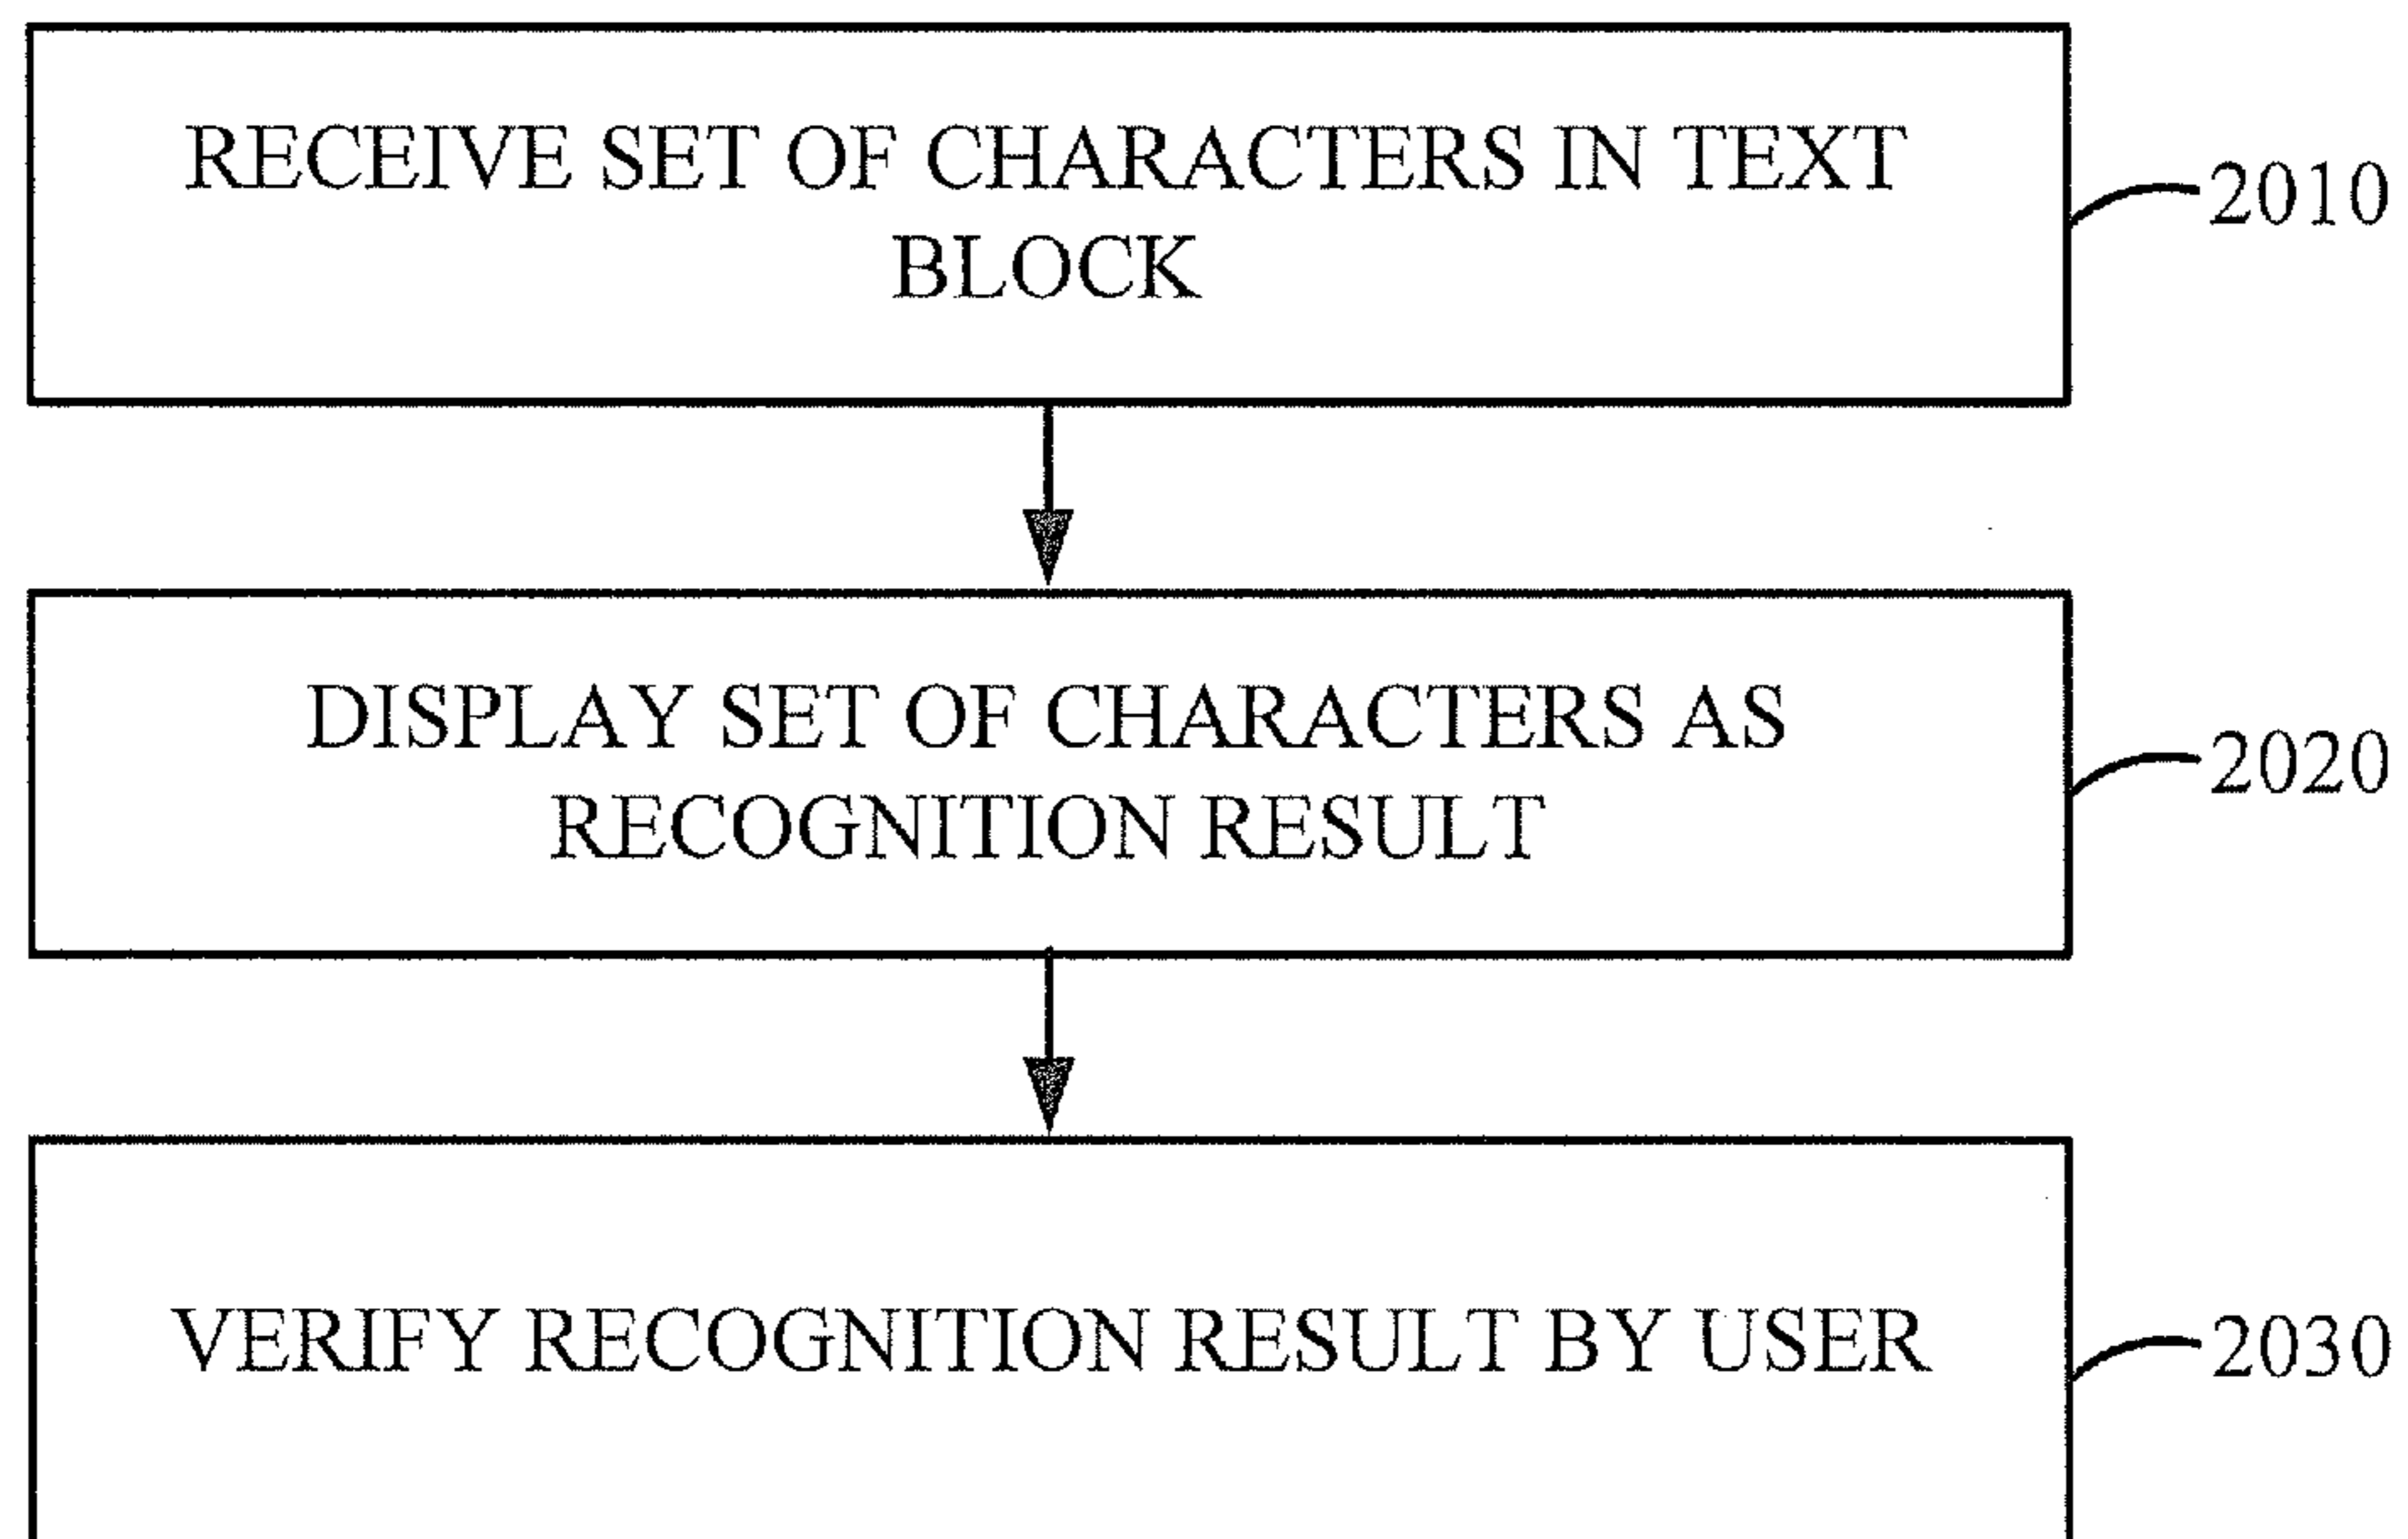 RECEIVE SET OF CHARACTERS IN TEXT
BLOCK
2010
DISPLAY SET OF CHARACTERS AS
RECOGNITION RESULT
2020
VERIFY RECOGNITION RESULT BY USER
2030